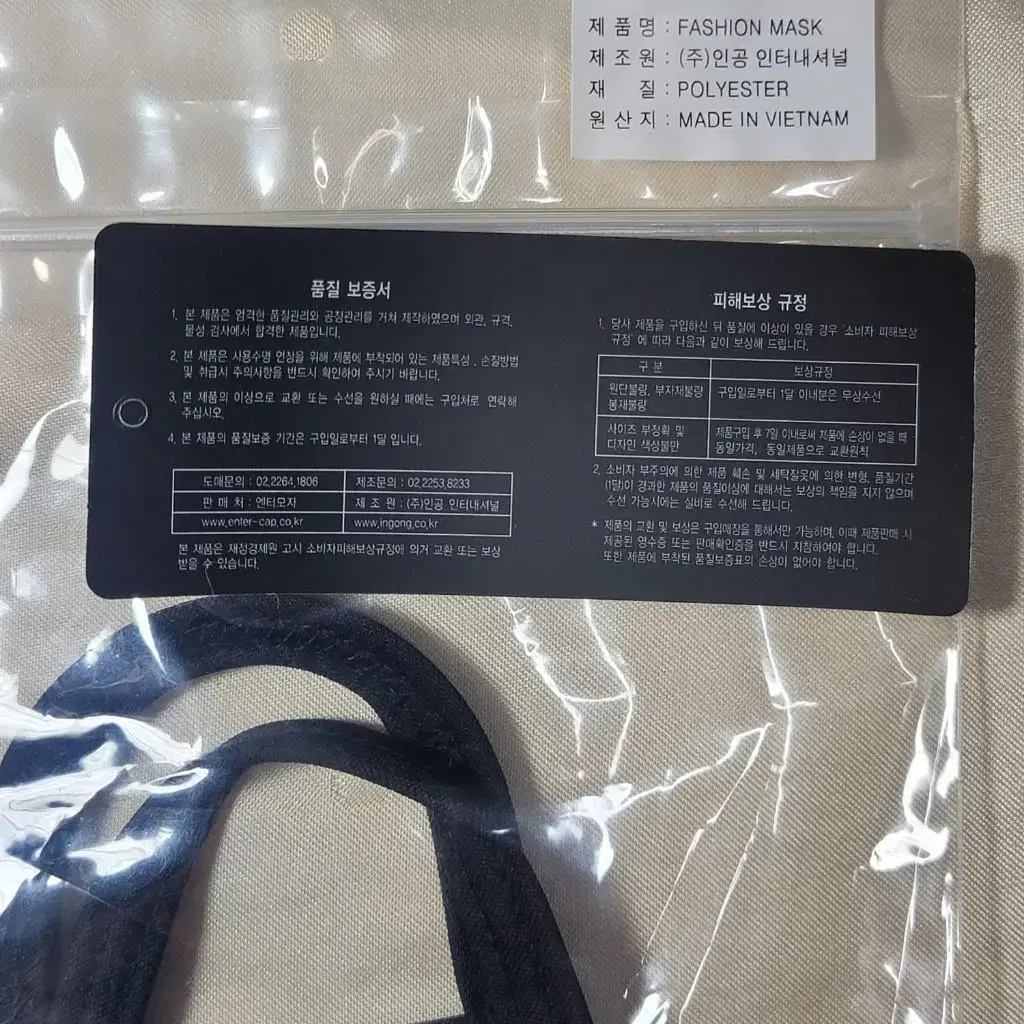 제 품 명 : FASHION MASK
제 조 원 : (주)인공 인터내셔널
재 질 : POLYESTER
원 산 지 : MADE IN VIETNAM
품질 보증서
1. 본 제품은 엄격한 품질관리와 공정관리를 거쳐 제작하였으며 외관, 규격,
물성 검사에서 합격한 제품입니다.
2. 본 제품은 사용수명 연장을 위해 제품에 부착되어 있는 제품특성, 손질방법
및 취급시 주의사항을 반드시 확인하여 주시기 바랍니다.
3. 본 제품의 이상으로 교환 또는 수선을 원하실 때에는 구입처로 연락해
주십시오.
4. 본 제품의 품질보증 기간은 구입일로부터 1달 입니다.
도매문의 : 02.2264.1806 제조문의 : 02.2253.8233
판 매 처 : 엔터모자 제 조 원 : (주)인공 인터내셔널
www.enter-cap.co.kr www.ingong.co.kr
본 제품은 재정경제원 고시 소비자피해보상규정에 의거 교환 또는 보상
받을 수 있습니다.
피해보상 규정
1. 당사 제품을 구입하신 뒤 품질에 이상이 있을 경우 '소비자 피해보상
규정' 에 따라 다음과 같이 보상해 드립니다.
구 분 보상규정
원단불량, 부자재불량 구입일로부터 1달 이내분은 무상수선
봉재불량
사이즈 부정확 및 제품구입 후 7일 이내로써 제품에 손상이 없을 때
디자인 색상불만 동일가격, 동일제품으로 교환원칙
2. 소비자 부주의에 의한 제품 훼손 및 세탁잘못에 의한 변형, 품질기간
(1달)이 경과한 제품의 품질이상에 대해서는 보상의 책임을 지지 않으며
수선 가능시에는 실비로 수선해 드립니다.
* 제품의 교환 및 보상은 구입매장을 통해서만 가능하며, 이때 제품판매 시
제공된 영수증 또는 판매확인증을 반드시 지참하여야 합니다.
또한 제품에 부착된 품질보증표의 손상이 없어야 합니다.